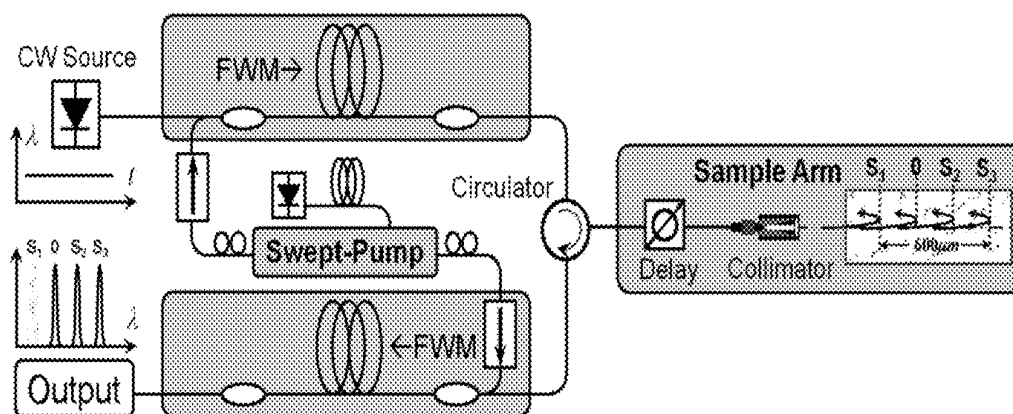 CW Source
FWM→
λ
t
Circulator
Swept-Pump
Sample Arm
S₁ 0 S₂ S₃
600μm
Delay
Collimator
S₁ 0 S₂ S₃
λ
←FWM
Output